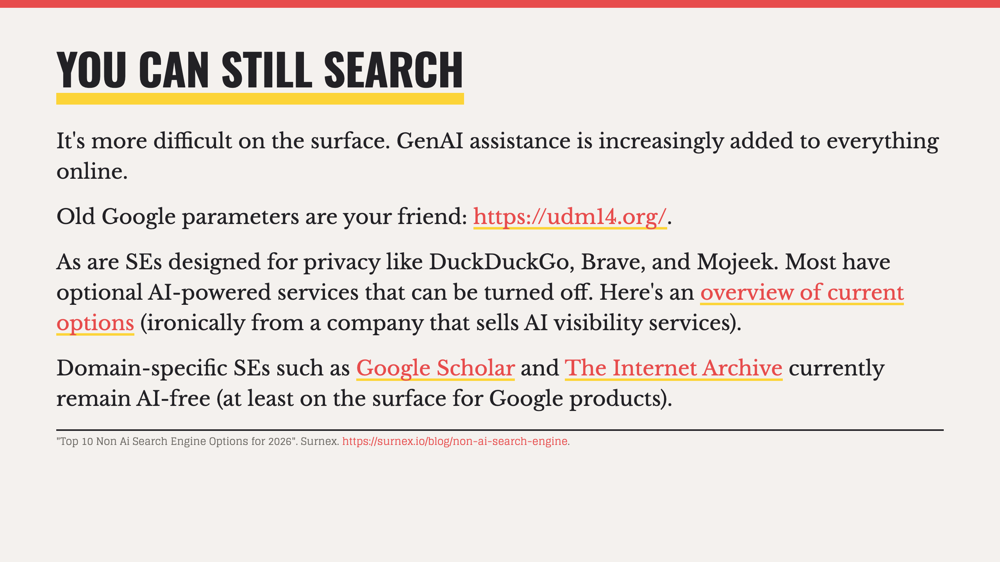 YOU CAN STILL SEARCH
It's more difficult on the surface. GenAI assistance is increasingly added to everything
online.
Old Google parameters are your friend: https://udm14.org/.
As are SEs designed for privacy like DuckDuckGo, Brave, and Mojeek. Most have
optional AI-powered services that can be turned off. Here's an overview of current
options (ironically from a company that sells AI visibility services).
Domain-specific SEs such as Google Scholar and The Internet Archive currently
remain AI-free (at least on the surface for Google products).
"Top 10 Non Ai Search Engine Options for 2026". Surnex. https://surnex.io/blog/non-ai-search-engine.